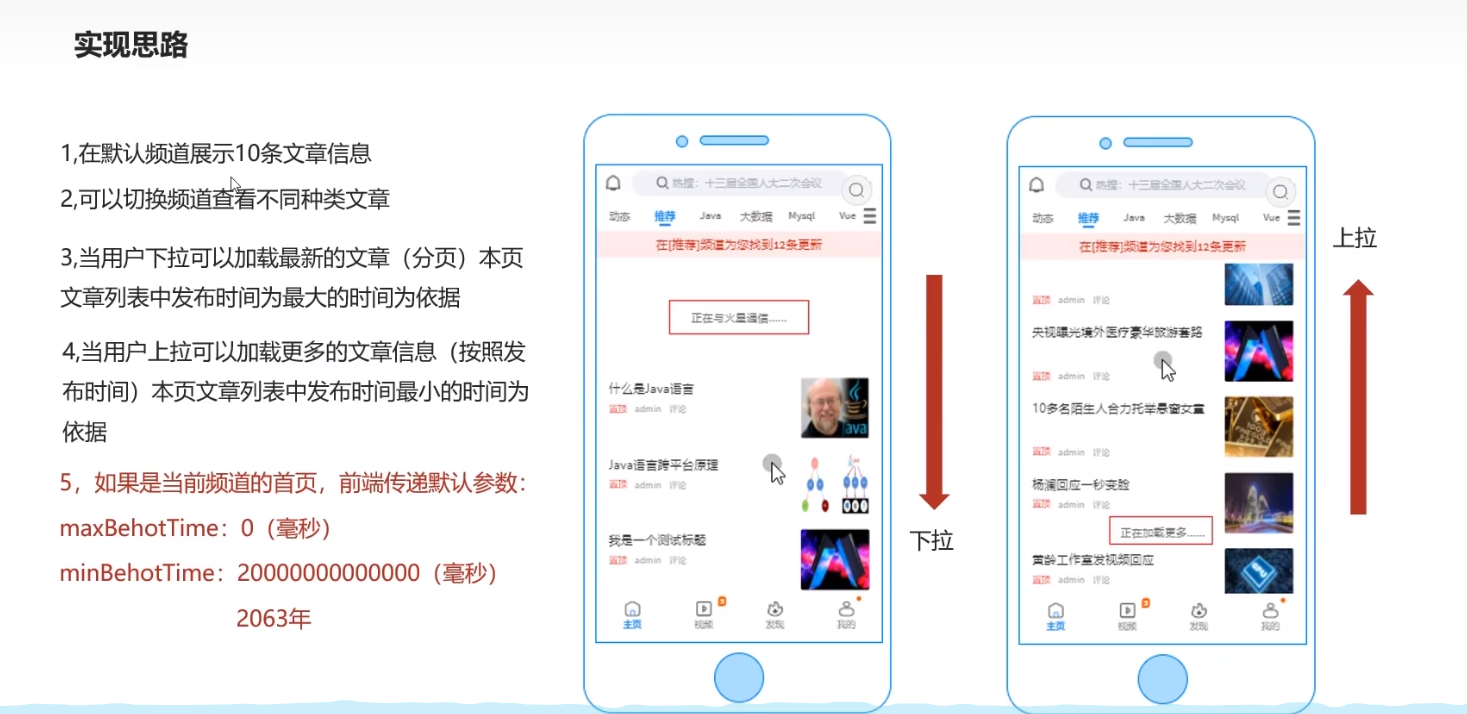 实现思路
1,在默认频道展示10条文章信息
2,可以切换频道查看不同种类文章
3,当用户下拉可以加载最新的文章（分页）本页
文章列表中发布时间为最大的时间为依据
4,当用户上拉可以加载更多的文章信息（按照发
布时间）本页文章列表中发布时间最小的时间为
依据
5，如果是当前频道的首页，前端传递默认参数：
maxBehotTime：0（毫秒）
minBehotTime：20000000000000（毫秒）
2063年
热搜：十三届全国人大二次会议
动态 推荐 Java 大数据 Mysql Vue
在[推荐]频道为您找到12条更新
正在与火星通信......
什么是Java语言
置顶 admin 评论
Java语言跨平台原理
置顶 admin 评论
我是一个测试标题
置顶 admin 评论
主页 视频 发现 我的
下拉
热搜：十三届全国人大二次会议
动态 推荐 Java 大数据 Mysql Vue
在[推荐]频道为您找到12条更新
置顶 admin 评论
央视曝光境外医疗豪华旅游套路
置顶 admin 评论
10多名陌生人合力托举悬窗女童
置顶 admin 评论
杨澜回应一秒变脸
置顶 admin 评论
正在加载更多......
黄龄工作室发视频回应
置顶 admin 评论
主页 视频 发现 我的
上拉